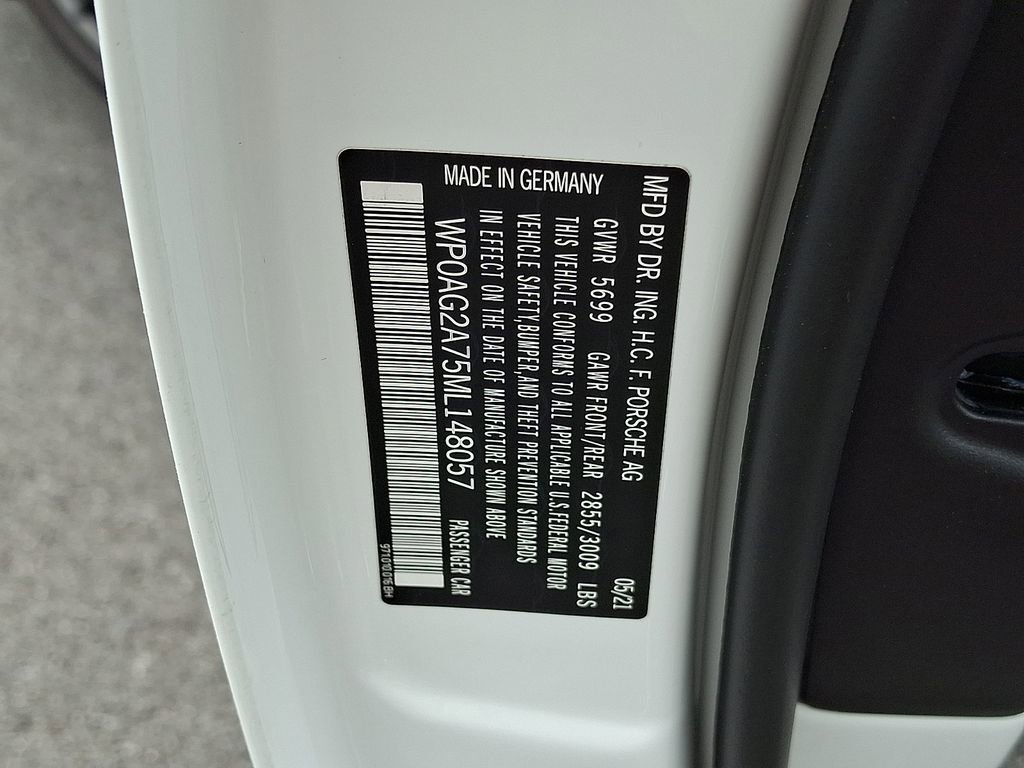 MFD BY DR. ING. H.C. F. PORSCHE AG 05/21
GVWR 5699 GAWR FRONT/REAR 2855/3009 LBS
THIS VEHICLE CONFORMS TO ALL APPLICABLE U.S.FEDERAL MOTOR
VEHICLE SAFETY,BUMPER,AND THEFT PREVENTION STANDARDS
IN EFFECT ON THE DATE OF MANUFACTURE SHOWN ABOVE
WP0AG2A75ML148057 PASSENGER CAR
MADE IN GERMANY